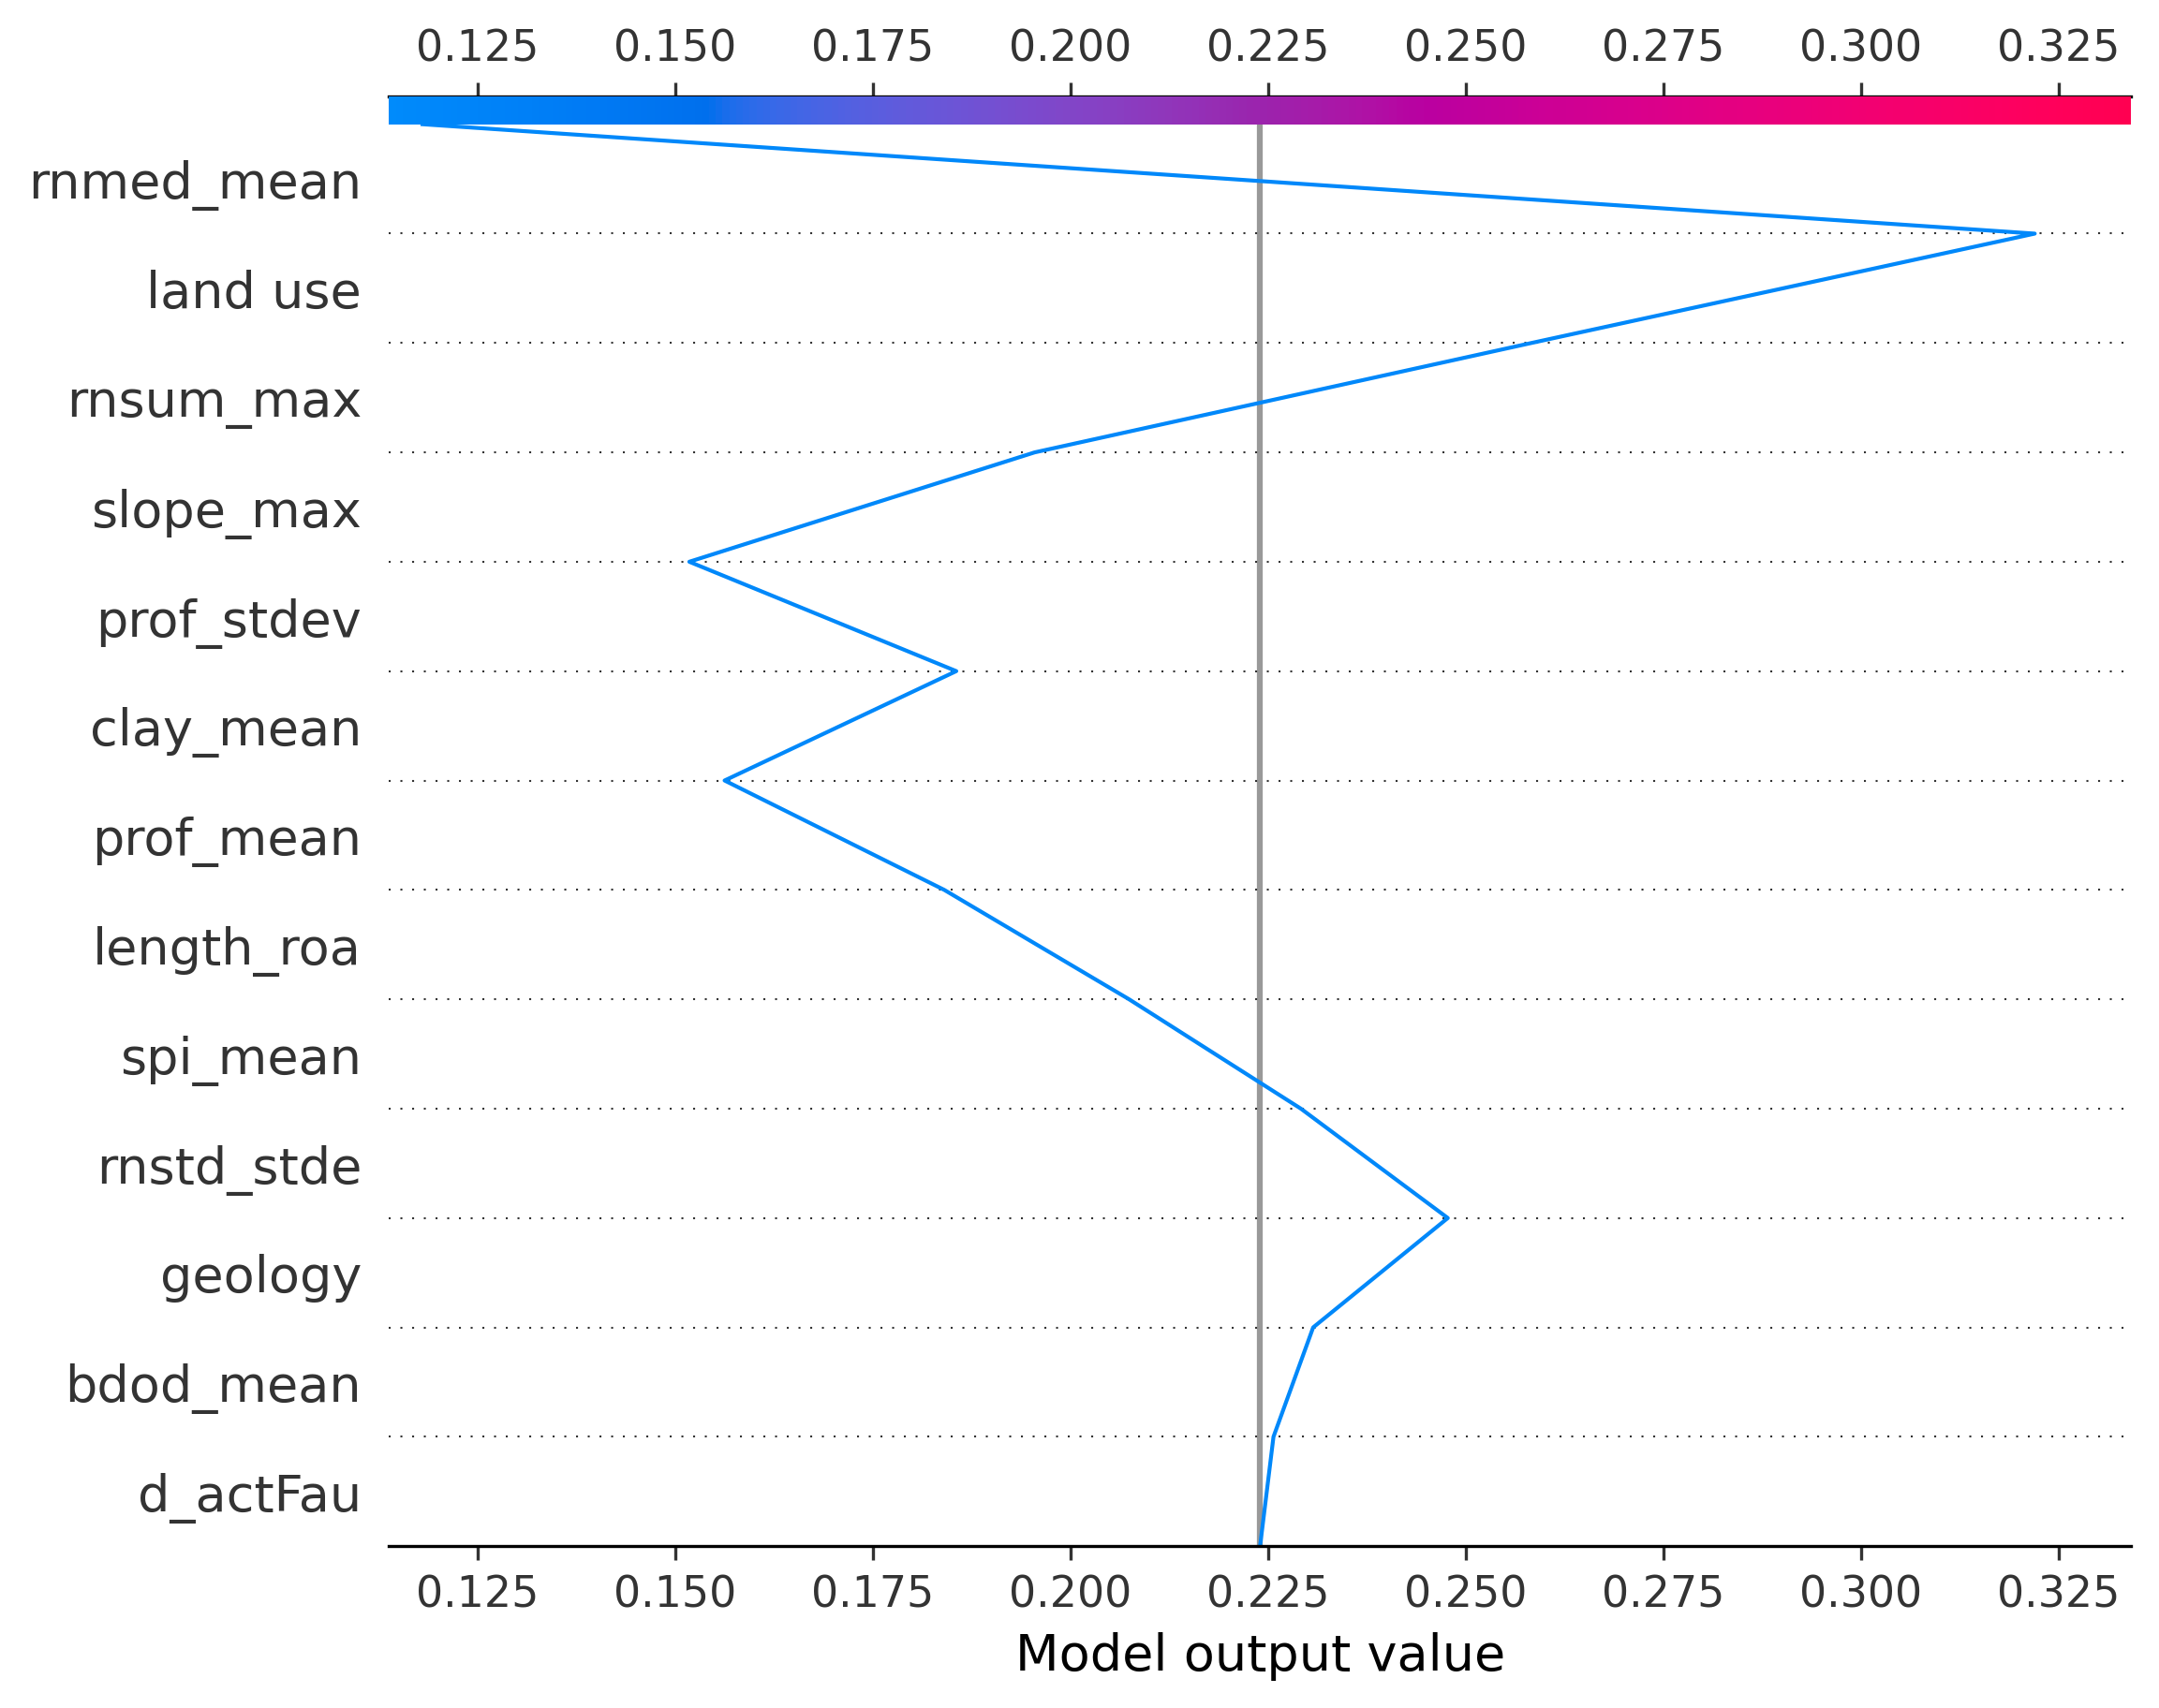 0.125 0.150 0.175 0.200 0.225 0.250 0.275 0.300 0.325
rnmed_mean
land use
rnsum_max
slope_max
prof_stdev
clay_mean
prof_mean
length_roa
spi_mean
rnstd_stde
geology
bdod_mean
d_actFau
0.125 0.150 0.175 0.200 0.225 0.250 0.275 0.300 0.325
Model output value